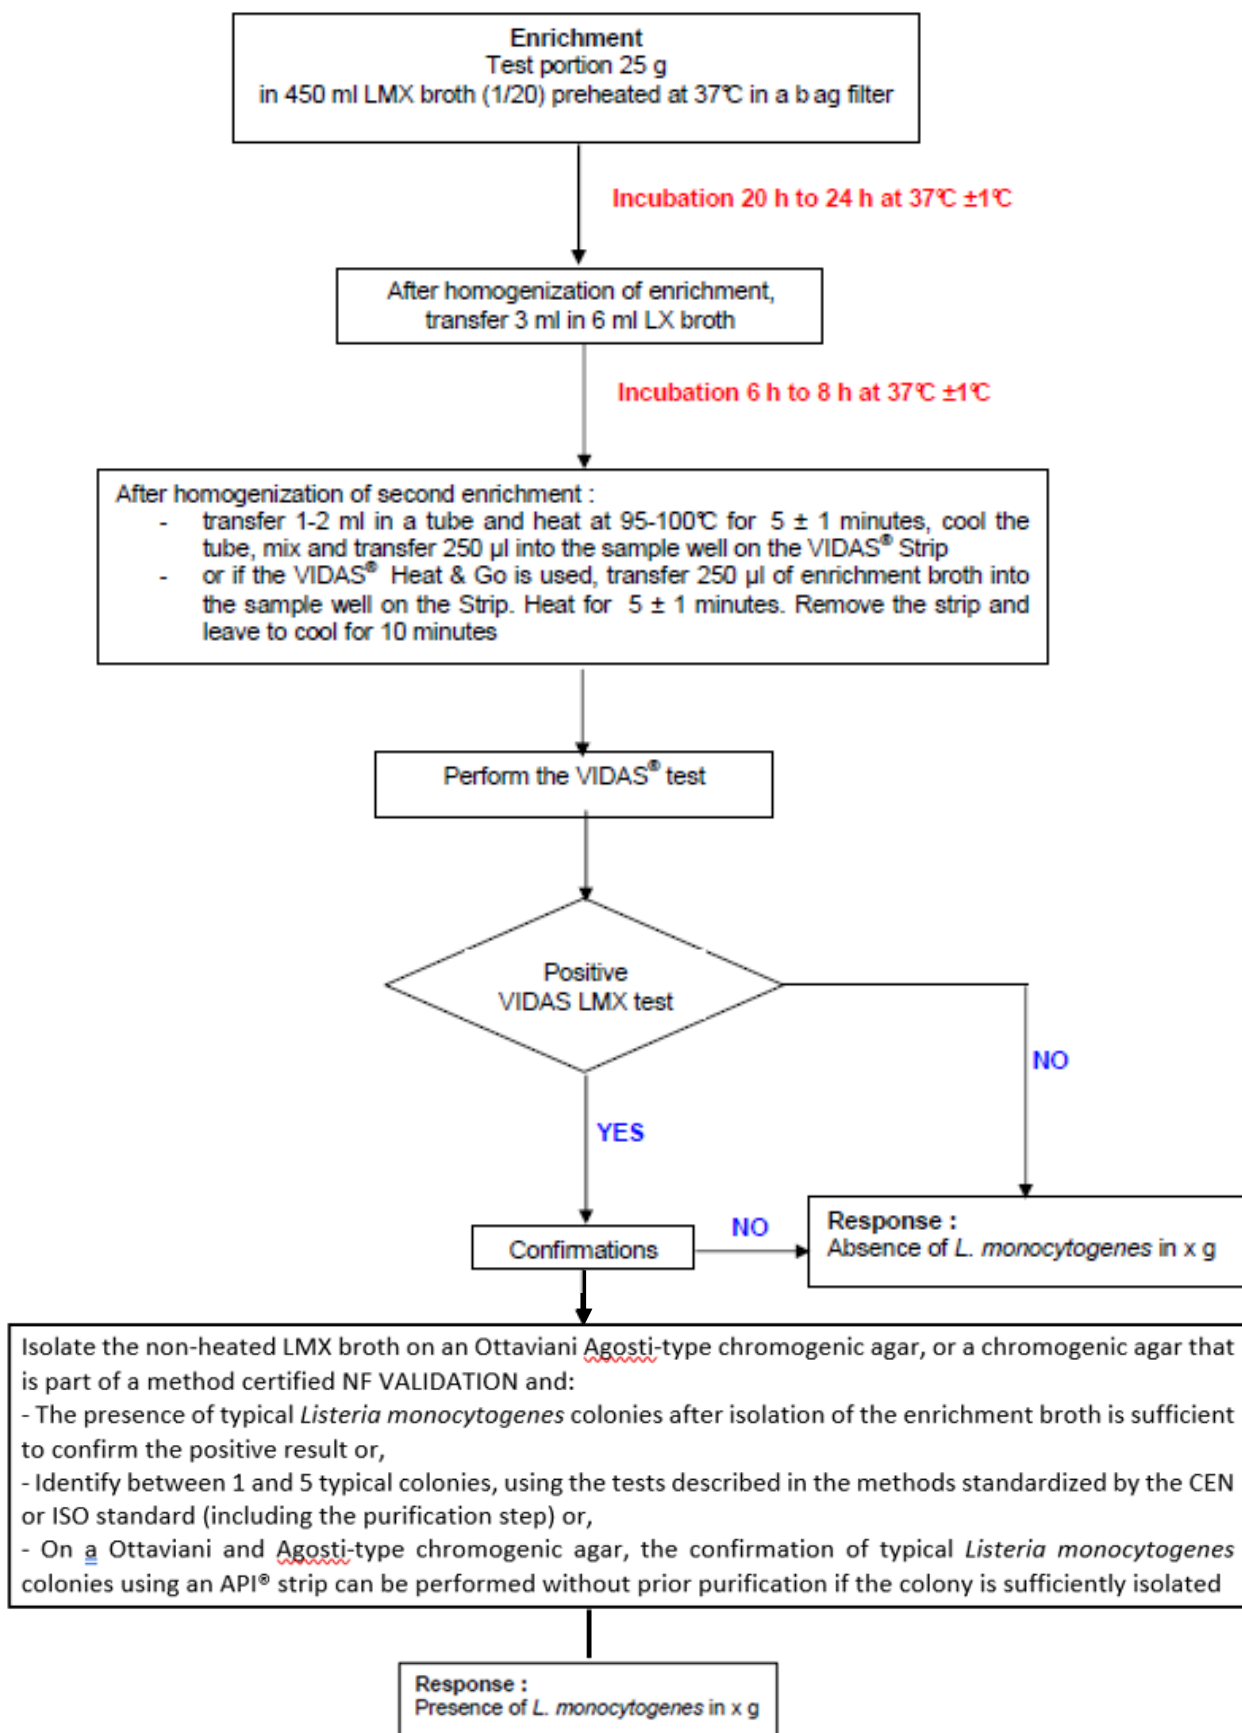 Enrichment
Test portion 25 g
in 450 ml LMX broth (1/20) preheated at 37°C in a b ag filter
Incubation 20 h to 24 h at 37°C ±1°C
After homogenization of enrichment,
transfer 3 ml in 6 ml LX broth
Incubation 6 h to 8 h at 37°C ±1°C
After homogenization of second enrichment :
- transfer 1-2 ml in a tube and heat at 95-100°C for 5 ± 1 minutes, cool the
tube, mix and transfer 250 µl into the sample well on the VIDAS® Strip
- or if the VIDAS® Heat & Go is used, transfer 250 µl of enrichment broth into
the sample well on the Strip. Heat for 5 ± 1 minutes. Remove the strip and
leave to cool for 10 minutes
Perform the VIDAS® test
Positive
VIDAS LMX test
NO
YES
Confirmations
NO
Response :
Absence of L. monocytogenes in x g
Isolate the non-heated LMX broth on an Ottaviani Agosti-type chromogenic agar, or a chromogenic agar that
is part of a method certified NF VALIDATION and:
- The presence of typical Listeria monocytogenes colonies after isolation of the enrichment broth is sufficient
to confirm the positive result or,
- Identify between 1 and 5 typical colonies, using the tests described in the methods standardized by the CEN
or ISO standard (including the purification step) or,
- On a Ottaviani and Agosti-type chromogenic agar, the confirmation of typical Listeria monocytogenes
colonies using an API® strip can be performed without prior purification if the colony is sufficiently isolated
Response :
Presence of L. monocytogenes in x g